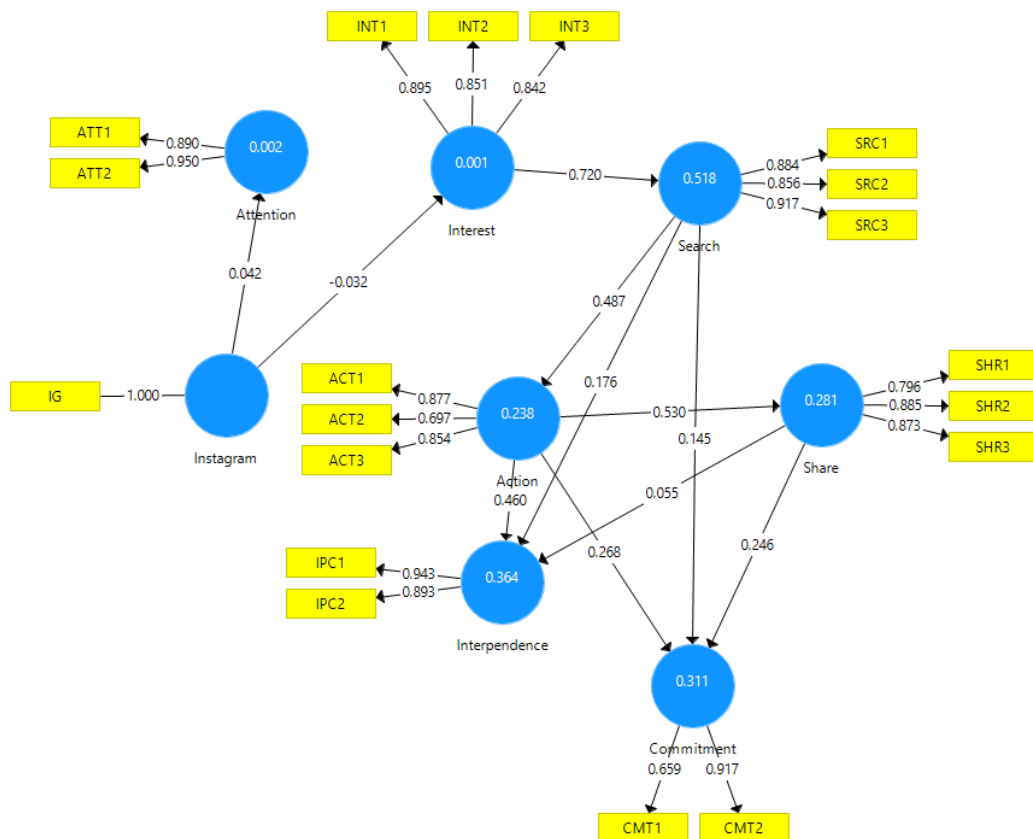 INT1 INT2 INT3
0.895 0.851 0.842
ATT1 0.890
ATT2 0.950
0.002
Attention
0.001
Interest
0.720
0.518
Search
0.884 SRC1
0.856 SRC2
0.917 SRC3
0.042
-0.032
0.487
0.176
0.145
IG 1.000
Instagram
ACT1 0.877
ACT2 0.697
ACT3 0.854
0.238
Action
0.530
0.281
Share
0.796 SHR1
0.885 SHR2
0.873 SHR3
0.460
0.055
0.268
0.246
IPC1 0.943
IPC2 0.893
0.364
Interpendence
0.311
Commitment
0.659 0.917
CMT1 CMT2